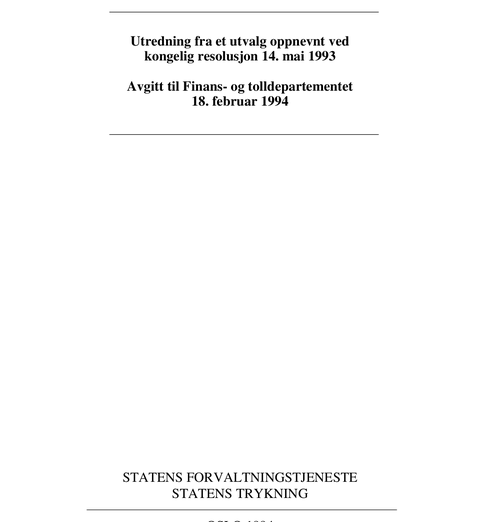 Utredning fra et utvalg oppnevnt ved
kongelig resolusjon 14. mai 1993
Avgitt til Finans- og tolldepartementet
18. februar 1994
STATENS FORVALTNINGSTJENESTE
STATENS TRYKNING